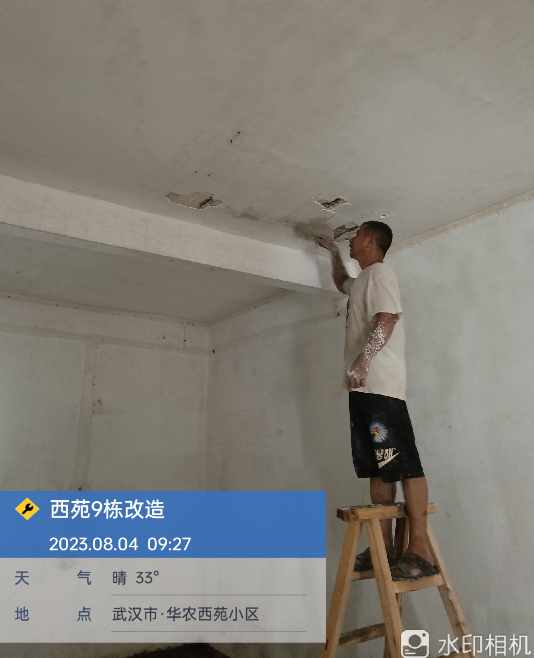 西苑9栋改造
2023.08.04 09:27
天 气 晴 33°
地 点 武汉市·华农西苑小区
水印相机